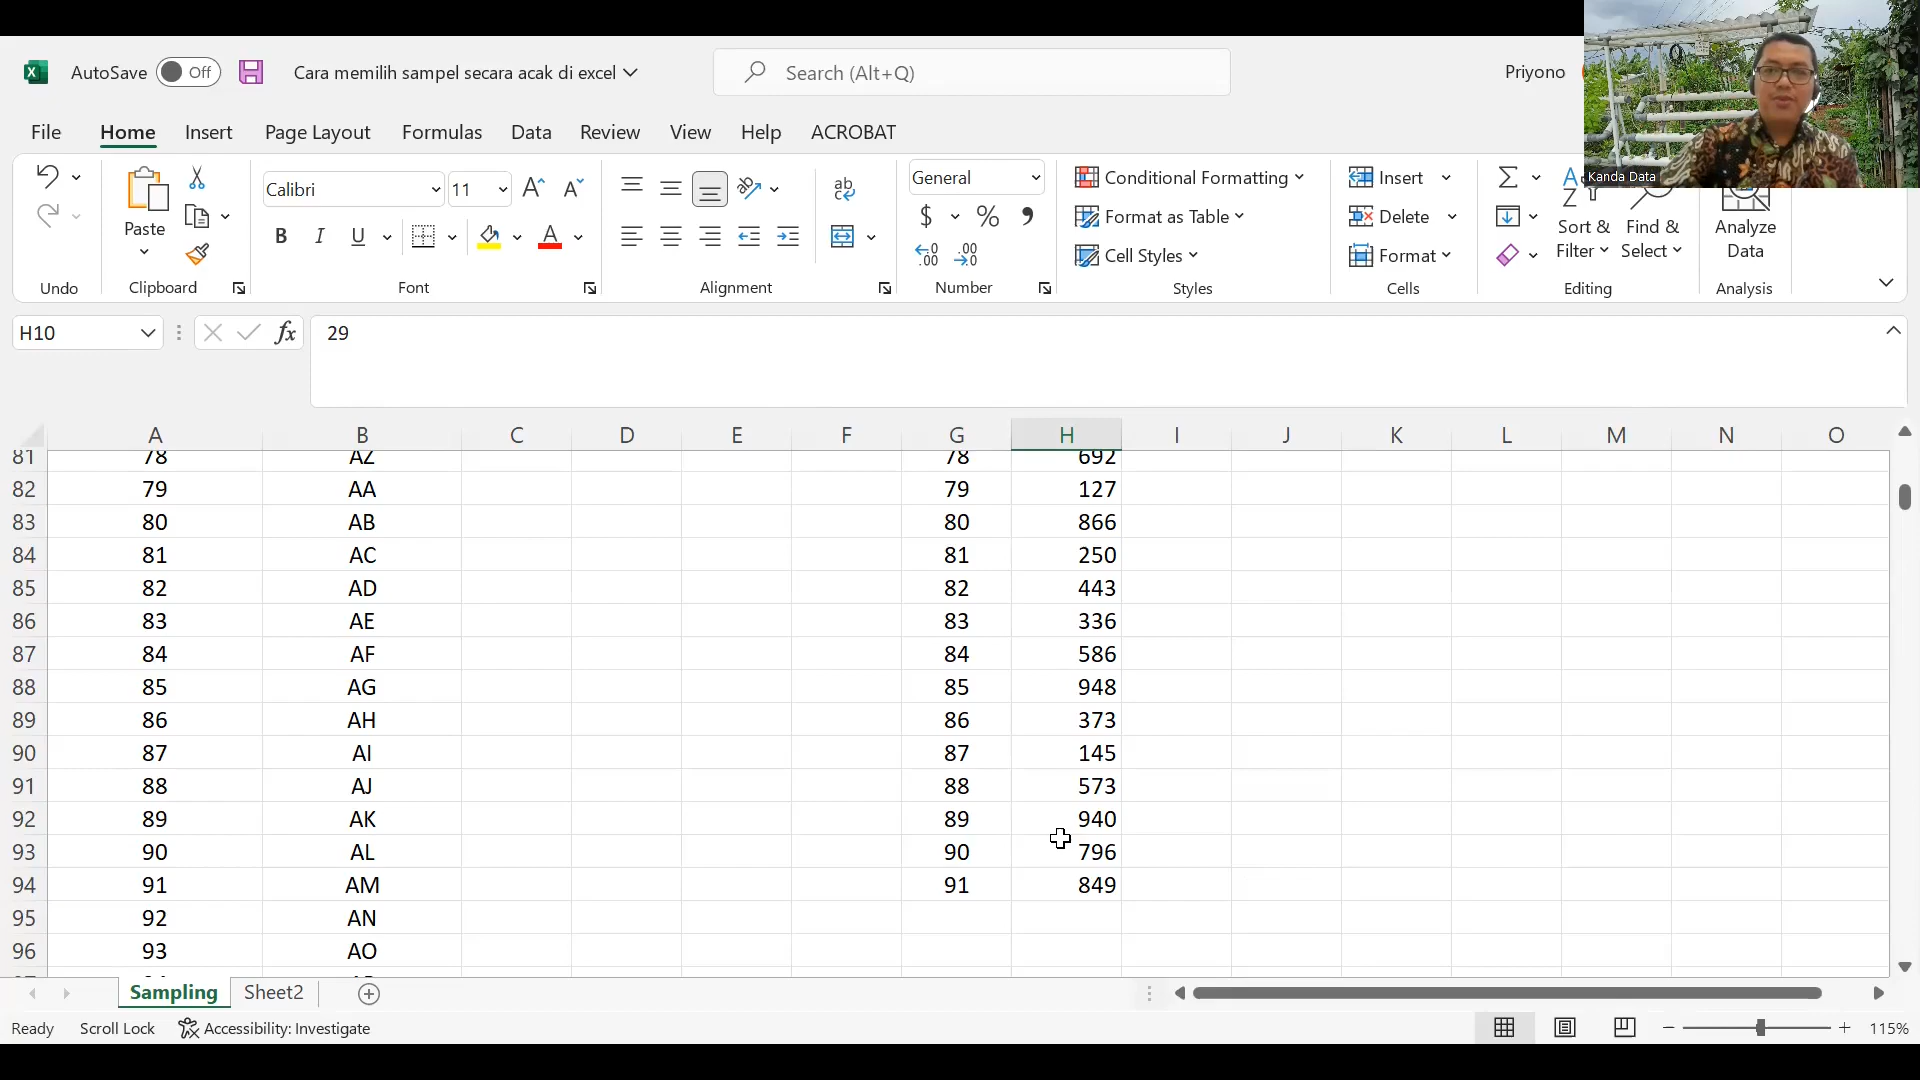 AutoSave Off Cara memilih sampel secara acak di excel Search (Alt+Q) Priyono
File Home Insert Page Layout Formulas Data Review View Help ACROBAT
Kanda Data
Paste Calibri 11 General Conditional Formatting Insert
ab
c
B I U $ % Format as Table Delete
Cell Styles Format
Sort & Filter Find & Select Analyze Data
Undo Clipboard Font Alignment Number Styles Cells Editing Analysis
H10 fx 29
A B C D E F G H I J K L M N O
81 78 AZ 78 692
82 79 AA 79 127
83 80 AB 80 866
84 81 AC 81 250
85 82 AD 82 443
86 83 AE 83 336
87 84 AF 84 586
88 85 AG 85 948
89 86 AH 86 373
90 87 AI 87 145
91 88 AJ 88 573
92 89 AK 89 940
93 90 AL 90 796
94 91 AM 91 849
95 92 AN
96 93 AO
Sampling Sheet2
Ready Scroll Lock Accessibility: Investigate 115%